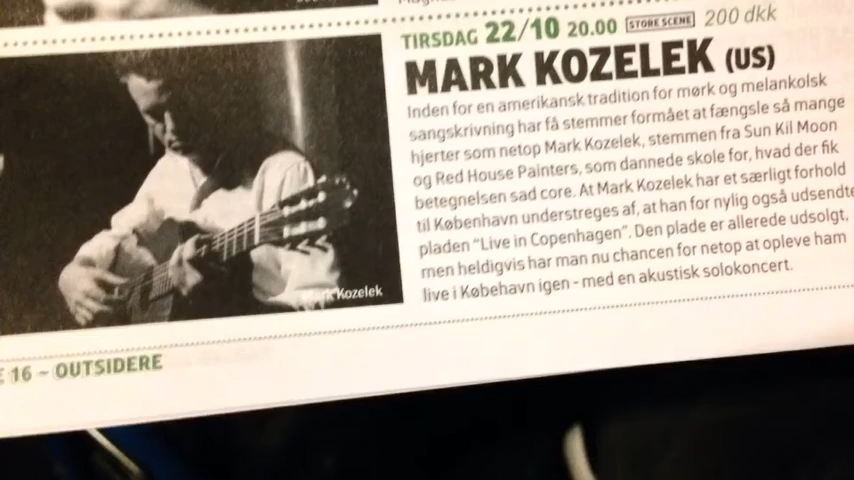 TIRSDAG 22/10 20.00 STORE SCENE 200 dkk
MARK KOZELEK (US)
Inden for en amerikansk tradition for mørk og melankolsk
sangskrivning har få stemmer formået at fængsle så mange
hjerter som netop Mark Kozelek, stemmen fra Sun Kil Moon
og Red House Painters, som dannede skole for, hvad der fik
betegnelsen sad core. At Mark Kozelek har et særligt forhold
til København understreges af, at han for nylig også udsendte
pladen "Live in Copenhagen". Den plade er allerede udsolgt,
men heldigvis har man nu chancen for netop at opleve ham
live i Købehavn igen - med en akustisk solokoncert.
Mark Kozelek
16 - OUTSIDERE